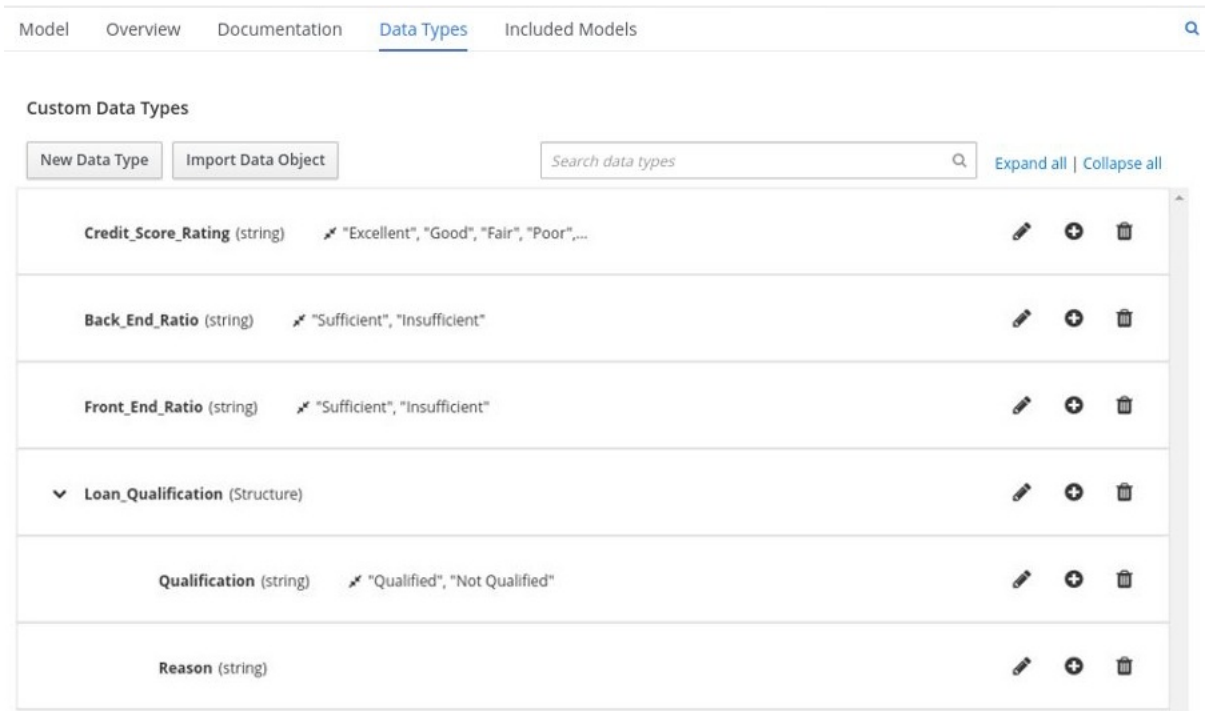 Model Overview Documentation Data Types Included Models
Custom Data Types
New Data Type Import Data Object Search data types Expand all | Collapse all
Credit_Score_Rating (string) "Excellent", "Good", "Fair", "Poor",...
Back_End_Ratio (string) "Sufficient", "Insufficient"
Front_End_Ratio (string) "Sufficient", "Insufficient"
Loan_Qualification (Structure)
Qualification (string) "Qualified", "Not Qualified"
Reason (string)